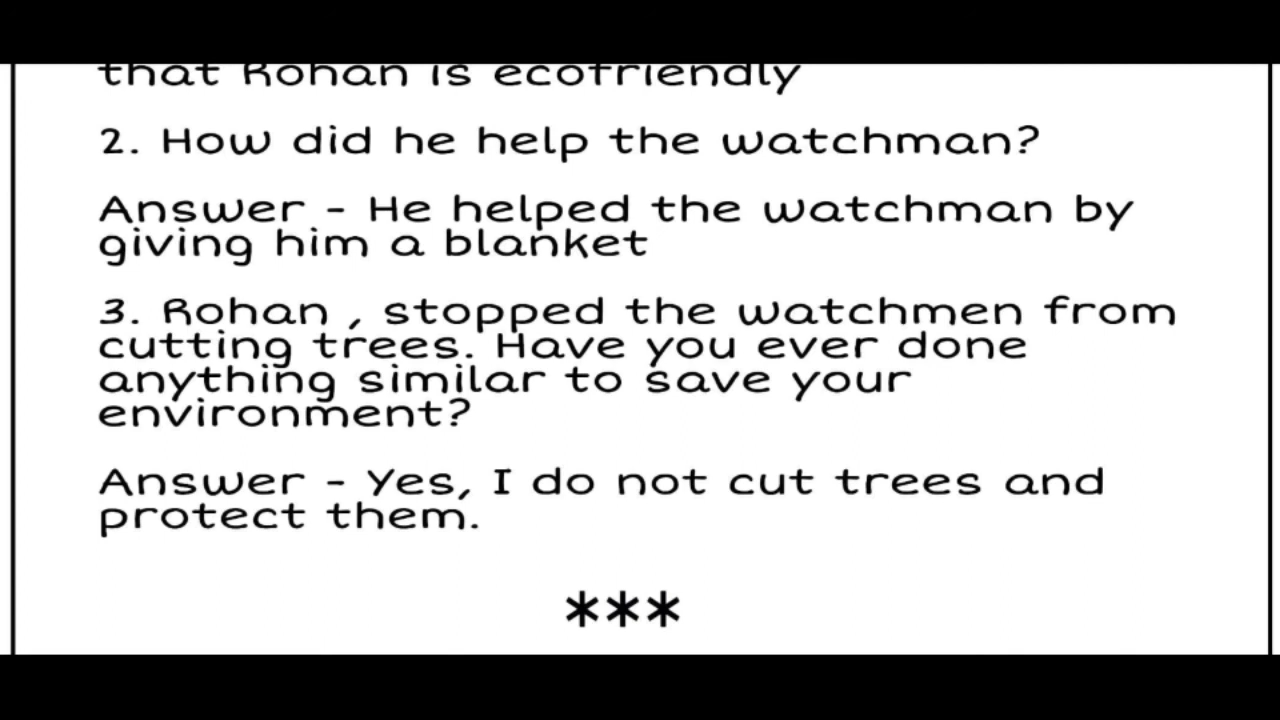 that Rohan is ecofriendly
2. How did he help the watchman?
Answer - He helped the watchman by
giving him a blanket
3. Rohan , stopped the watchmen from
cutting trees. Have you ever done
anything similar to save your
environment?
Answer - Yes, I do not cut trees and
protect them.
***